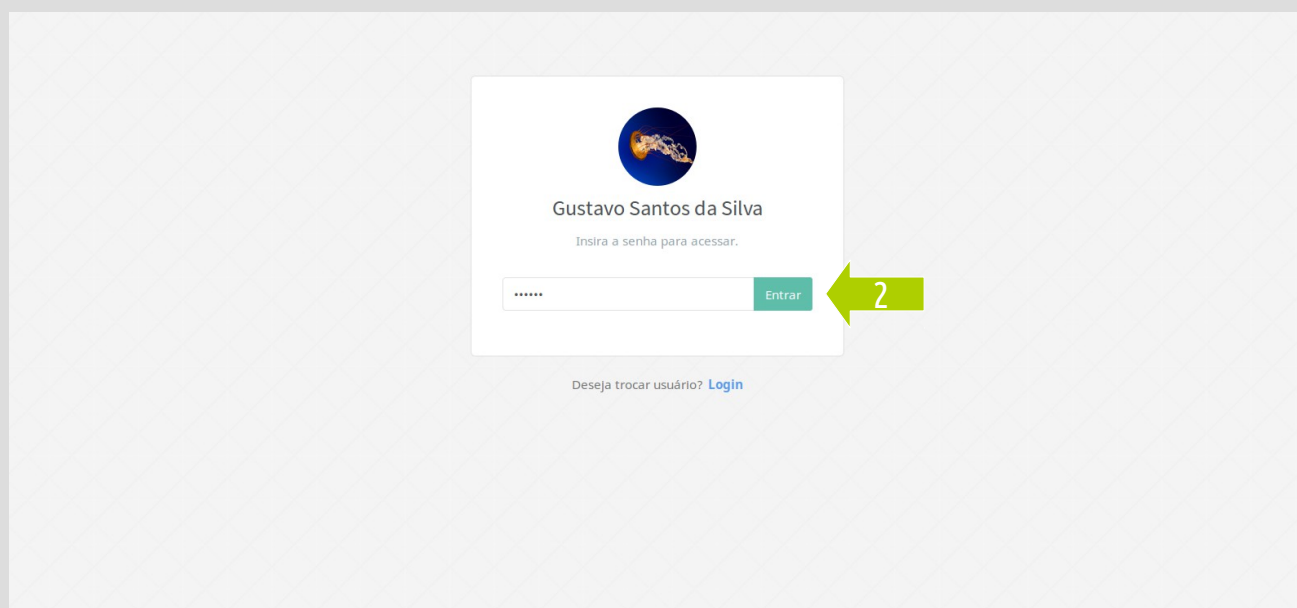 Gustavo Santos da Silva
Insira a senha para acessar.
••••••
Entrar
2
Deseja trocar usuário? Login